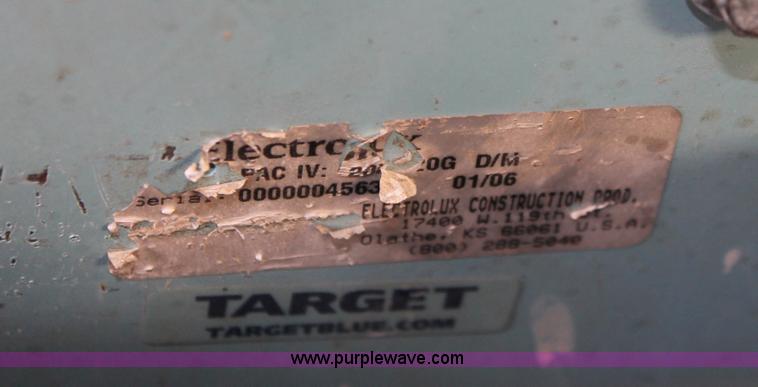 Electrolux
PAC IV: 20G D/M
Serial: 0000004563 01/06
ELECTROLUX CONSTRUCTION PROD.
17400 W.119th St.
Olathe, KS 66061 U.S.A.
(800) 288-5040
TARGET
TARGETBLUE.COM
www.purplewave.com